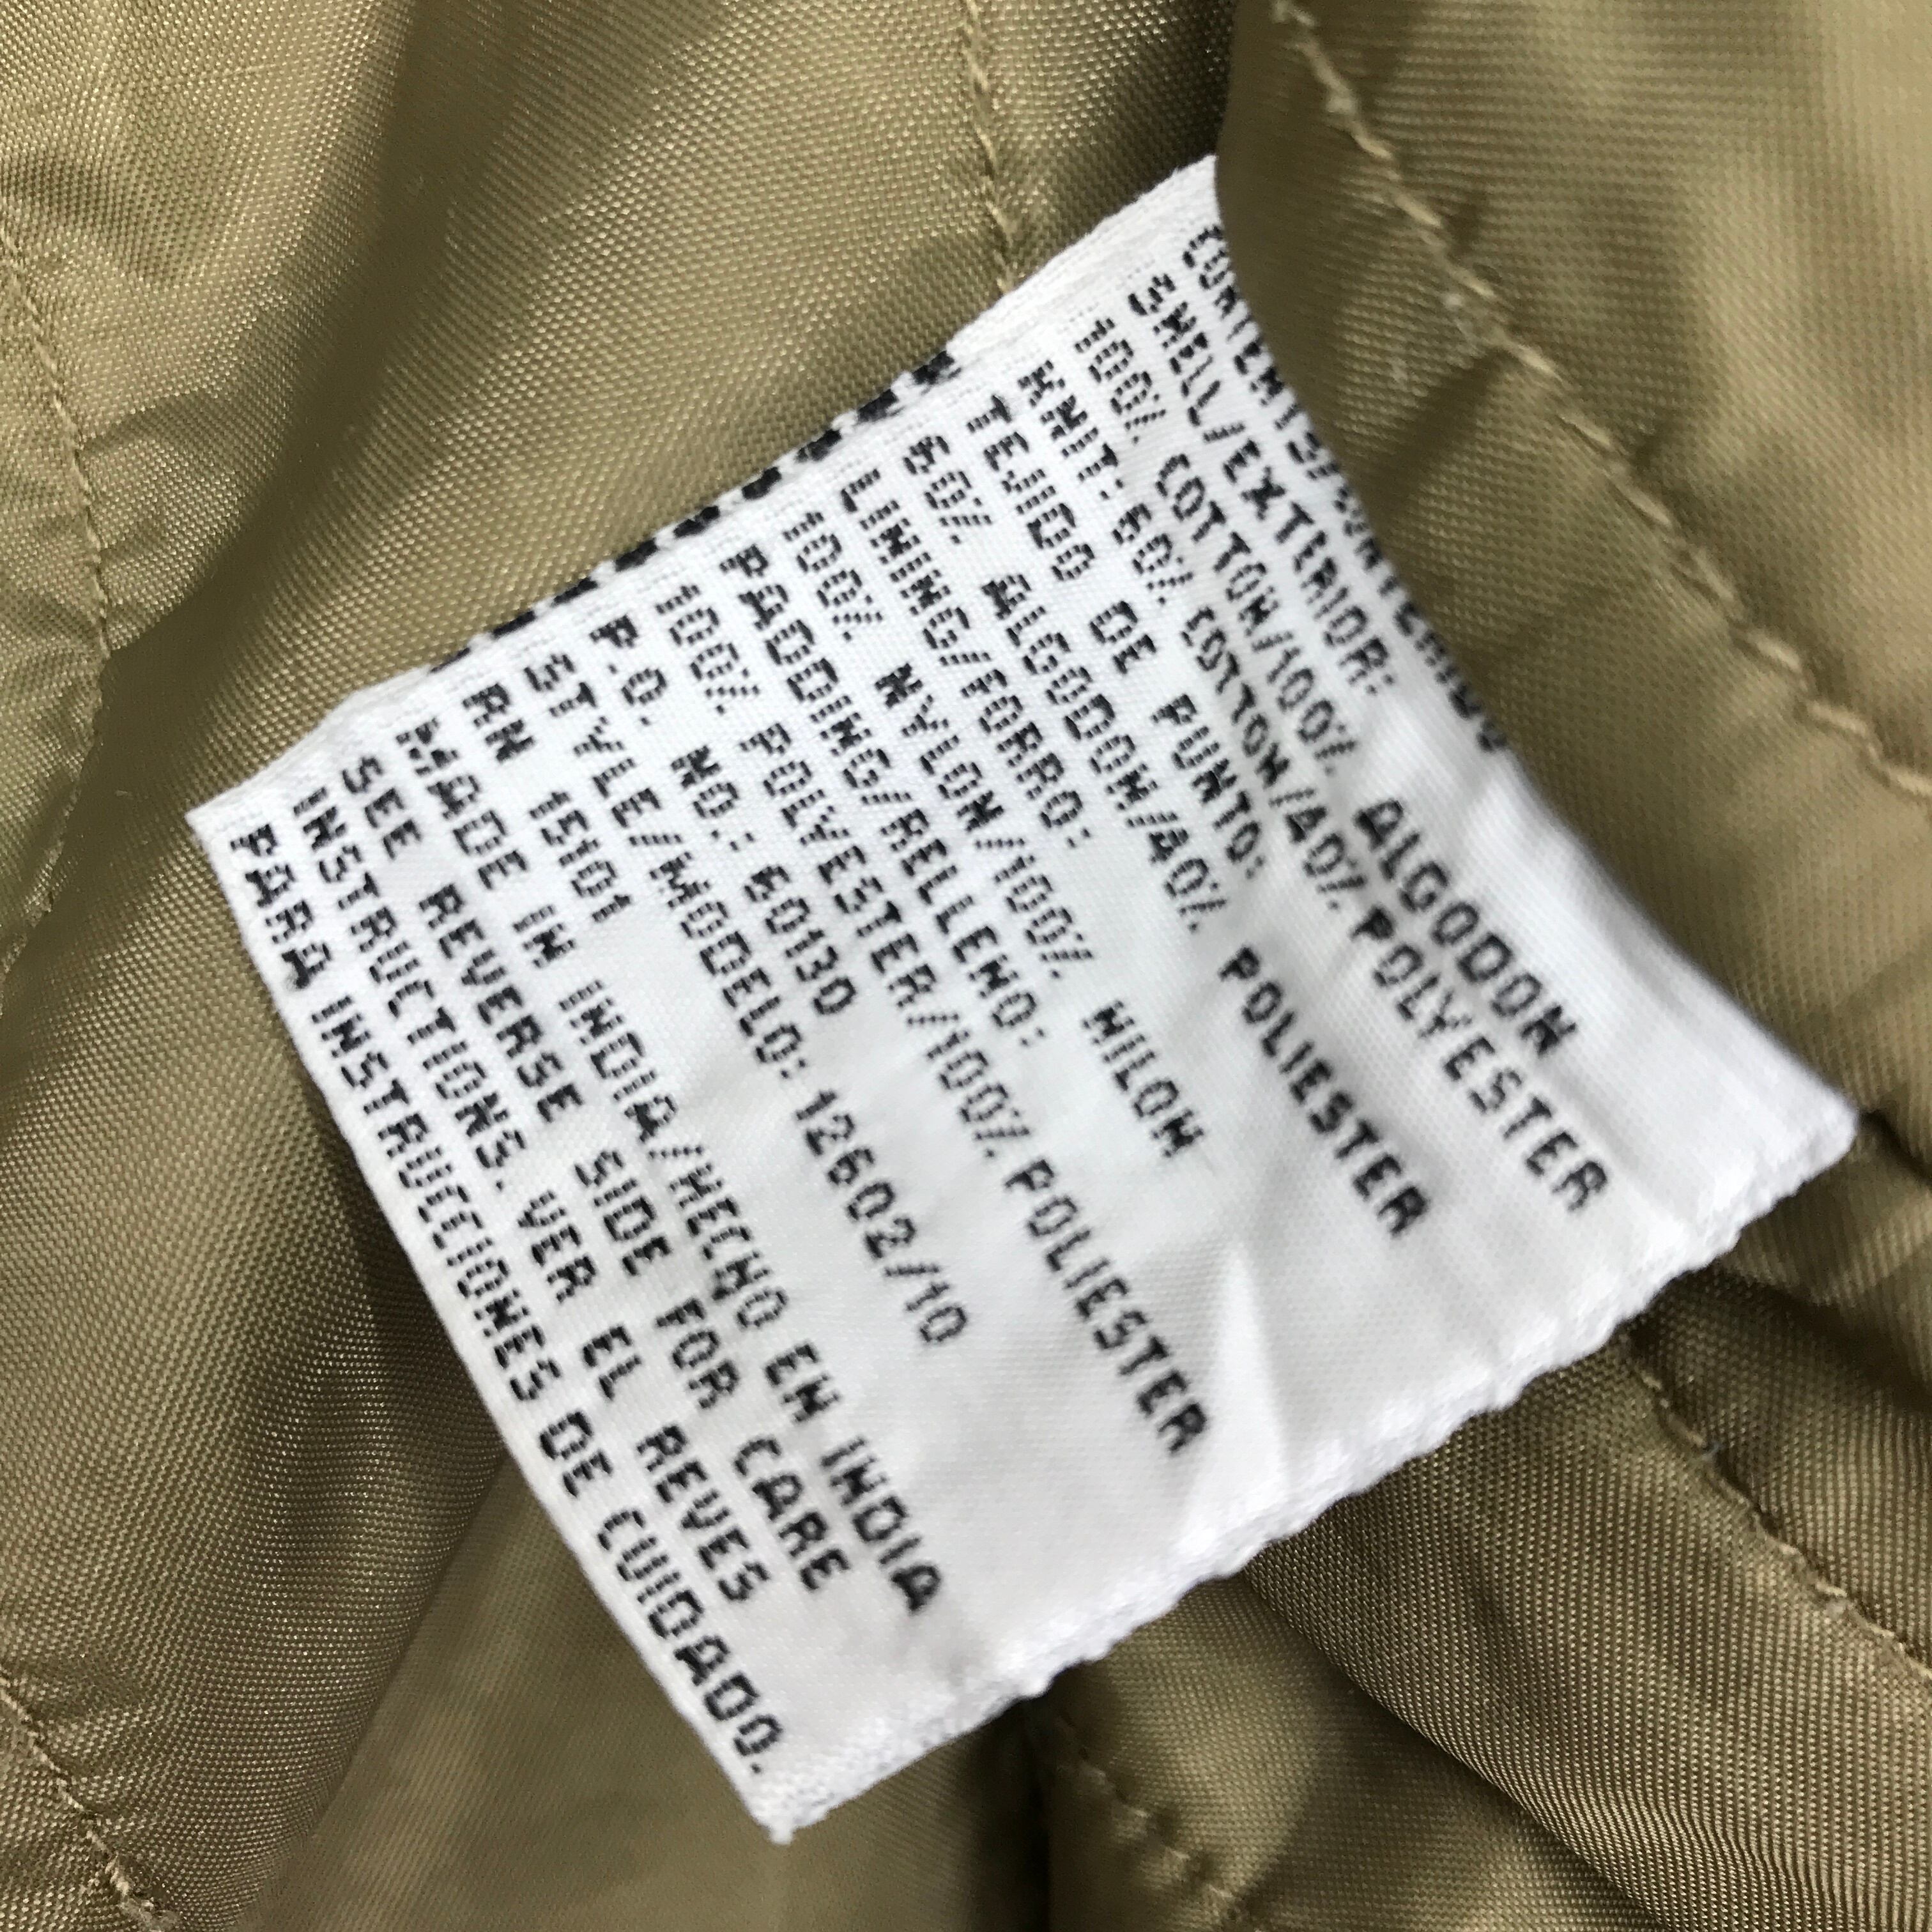 CONTENTS/CONTENIDO
SHELL/EXTERIOR:
100% COTTON/100% ALGODON
KNIT: 60% COTTON/40% POLYESTER
TEJIDO DE PUNTO:
60% ALGODON/40% POLIESTER
LINING/FORRO:
100% NYLON/100% NILON
PADDING/RELLENO:
100% POLYESTER/100% POLIESTER
P.O. NO.: 60130
STYLE/MODELO: 12602/10
RN 15101
MADE IN INDIA/HECHO EN INDIA
SEE REVERSE SIDE FOR CARE
INSTRUCTIONS. VER EL REVES
PARA INSTRUCCIONES DE CUIDADO.